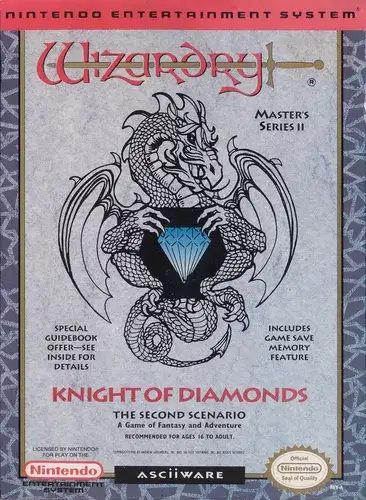 NINTENDO ENTERTAINMENT SYSTEM®
Wizardry
®
MASTER'S
SERIES II
SPECIAL
GUIDEBOOK
OFFER—SEE
INSIDE FOR
DETAILS
INCLUDES
GAME SAVE
MEMORY
FEATURE
KNIGHT OF DIAMONDS
THE SECOND SCENARIO
A Game of Fantasy and Adventure
RECOMMENDED FOR AGES 16 TO ADULT.
LICENSED BY NINTENDO®
FOR PLAY ON THE
Nintendo
ENTERTAINMENT
SYSTEM®
ASCIIWARE
Official
Nintendo
Seal of Quality
REV-A